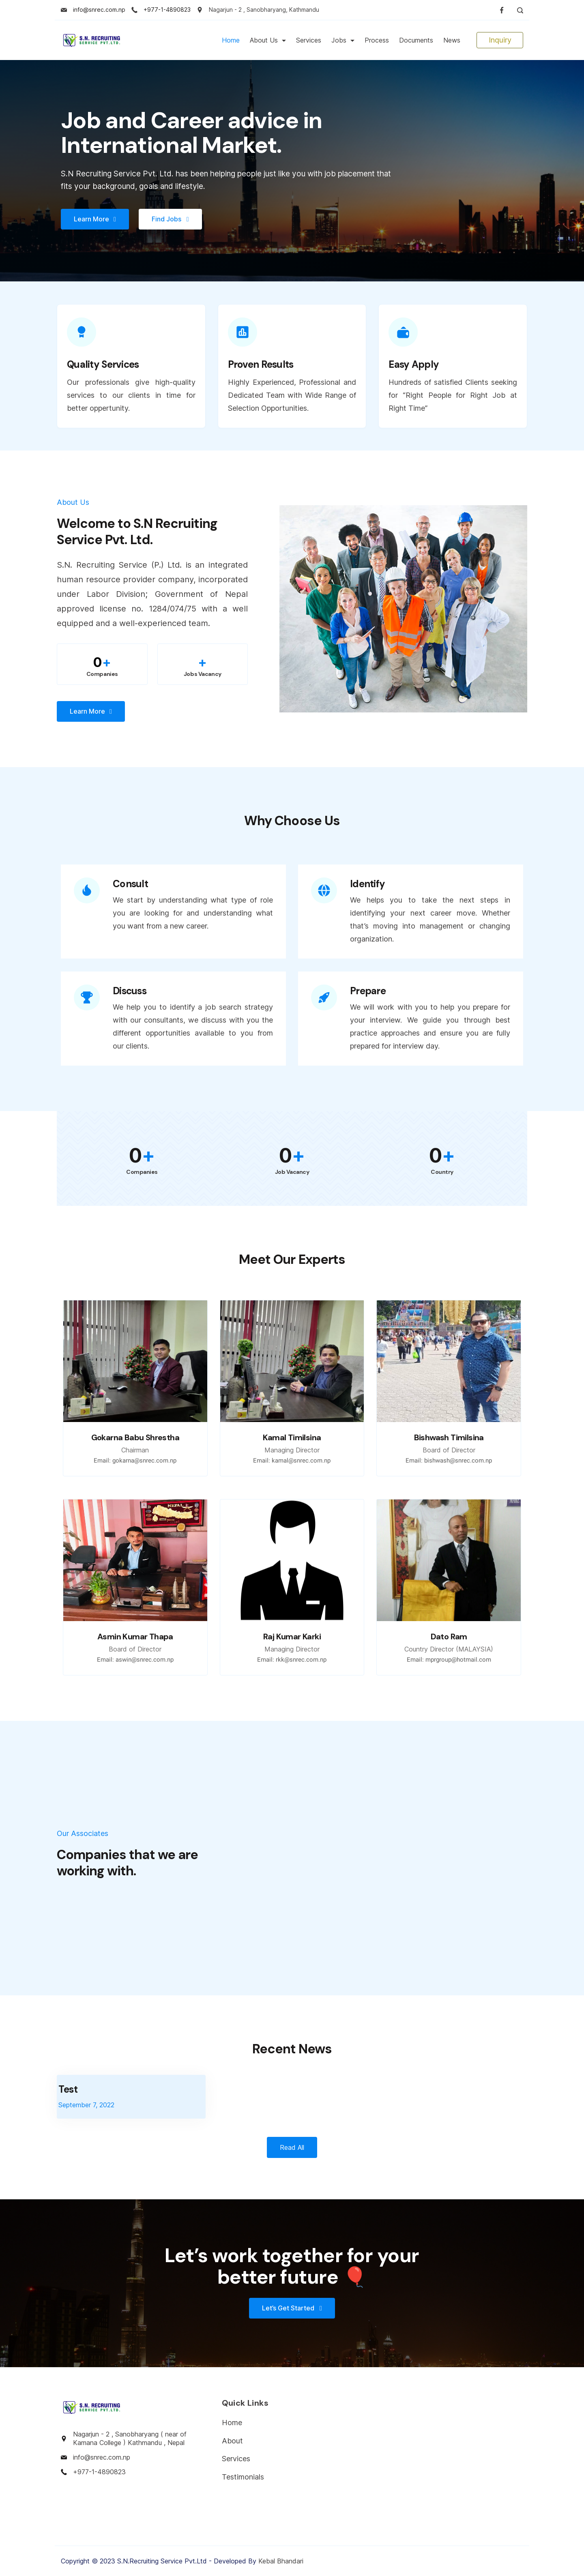 info@snrec.com.np +977-1-4890823 Nagarjun - 2 , Sanobharyang, Kathmandu
S.N. RECRUITING
SERVICE PVT. LTD.
Home About Us Services Jobs Process Documents News Inquiry
Job and Career advice in
International Market.
S.N Recruiting Service Pvt. Ltd. has been helping people just like you with job placement that
fits your background, goals and lifestyle.
Learn More Find Jobs
Quality Services
Our professionals give high-quality
services to our clients in time for
better oppertunity.
Proven Results
Highly Experienced, Professional and
Dedicated Team with Wide Range of
Selection Opportunities.
Easy Apply
Hundreds of satisfied Clients seeking
for “Right People for Right Job at
Right Time”
About Us
Welcome to S.N Recruiting
Service Pvt. Ltd.
S.N. Recruiting Service (P.) Ltd. is an integrated
human resource provider company, incorporated
under Labor Division; Government of Nepal
approved license no. 1284/074/75 with a well
equipped and a well-experienced team.
0+
Companies
+
Jobs Vacancy
Learn More
Why Choose Us
Consult
We start by understanding what type of role
you are looking for and understanding what
you want from a new career.
Identify
We helps you to take the next steps in
identifying your next career move. Whether
that’s moving into management or changing
organization.
Discuss
We help you to identify a job search strategy
with our consultants, we discuss with you the
different opportunities available to you from
our clients.
Prepare
We will work with you to help you prepare for
your interview. We guide you through best
practice approaches and ensure you are fully
prepared for interview day.
0+
Companies
0+
Job Vacancy
0+
Country
Meet Our Experts
Gokarna Babu Shrestha
Chairman
Email: gokarna@snrec.com.np
Kamal Timilsina
Managing Director
Email: kamal@snrec.com.np
Bishwash Timilsina
Board of Director
Email: bishwash@snrec.com.np
Asmin Kumar Thapa
Board of Director
Email: aswin@snrec.com.np
Raj Kumar Karki
Managing Director
Email: rkk@snrec.com.np
Dato Ram
Country Director (MALAYSIA)
Email: mprgroup@hotmail.com
Our Associates
Companies that we are
working with.
Recent News
Test
September 7, 2022
Read All
Let’s work together for your
better future 🎈
Let’s Get Started
S.N. RECRUITING
SERVICE PVT. LTD.
Nagarjun - 2 , Sanobharyang ( near of
Kamana College ) Kathmandu , Nepal
info@snrec.com.np
+977-1-4890823
Quick Links
Home
About
Services
Testimonials
Copyright © 2023 S.N.Recruiting Service Pvt.Ltd - Developed By Kebal Bhandari